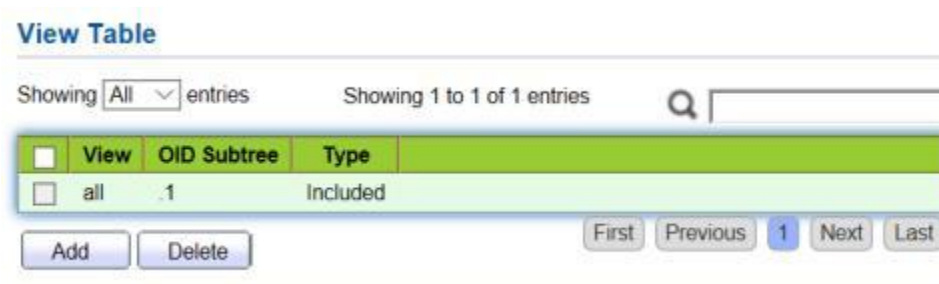 View Table
Showing All entries Showing 1 to 1 of 1 entries
View OID Subtree Type
all .1 Included
First Previous 1 Next Last
Add Delete